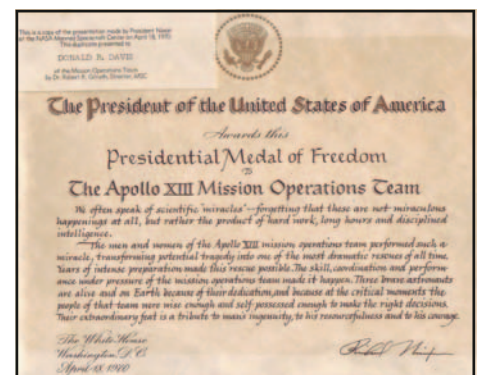 This is a copy of the presentation made by President Nixon
at the NASA Manned Spacecraft Center on April 18, 1970.
This duplicate presented to
DONALD R. DAVIS
of the Mission Operations Team
by Dr. Robert R. Gilruth, Director, MSC
The President of the United States of America
Awards this
Presidential Medal of Freedom
to
The Apollo XIII Mission Operations Team
We often speak of scientific "miracles"--forgetting that these are not miraculous
happenings at all, but rather the product of hard work, long hours and disciplined
intelligence.
The men and women of the Apollo XIII mission operations team performed such a
miracle, transforming potential tragedy into one of the most dramatic rescues of all time.
Years of intense preparation made this rescue possible. The skill, coordination and perform-
ance under pressure of the mission operations team made it happen. Three brave astronauts
are alive and on Earth because of their dedication, and because at the critical moments the
people of that team were wise enough and self-possessed enough to make the right decisions.
Their extraordinary feat is a tribute to man's ingenuity, to his resourcefulness and to his courage.
The White House
Washington, D.C.
April 18, 1970